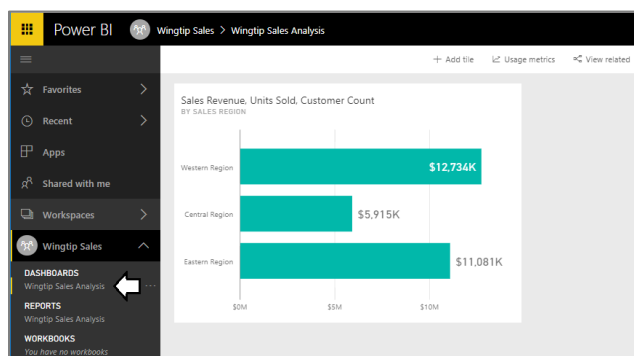 Power BI
Wingtip Sales > Wingtip Sales Analysis
+ Add tile
Usage metrics
View related
Favorites
Recent
Apps
Shared with me
Workspaces
Wingtip Sales
DASHBOARDS
Wingtip Sales Analysis
...
REPORTS
Wingtip Sales Analysis
WORKBOOKS
You have no workbooks
Sales Revenue, Units Sold, Customer Count
BY SALES REGION
Western Region
$12,734K
Central Region
$5,915K
Eastern Region
$11,081K
$0M
$5M
$10M